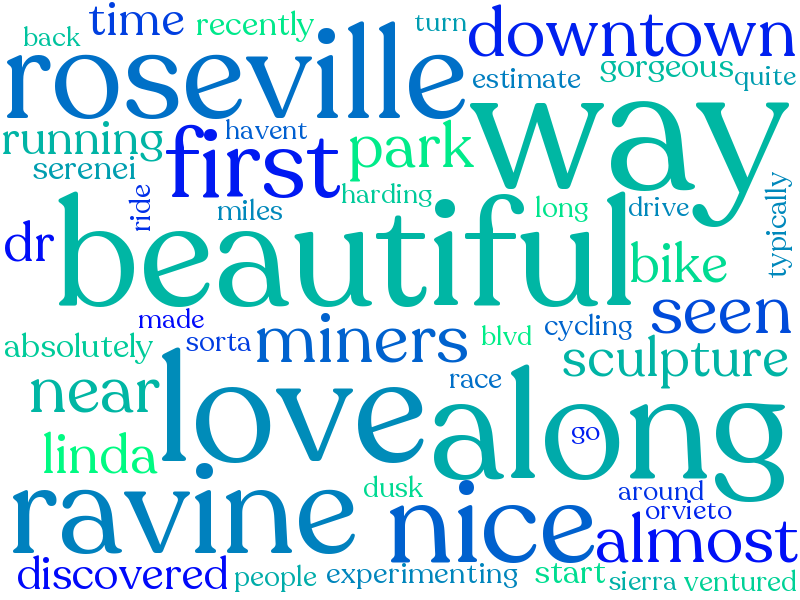 back time recently turn downtown
roseville estimate gorgeous quite
running first havent park way
serenei harding
ride miles long drive typically
dr beautiful bike
made miners blvd cycling seen
absolutely sorta sculpture
near love race along
linda go
ravine dusk nice around
orvieto
almost
discovered people experimenting start sierra ventured